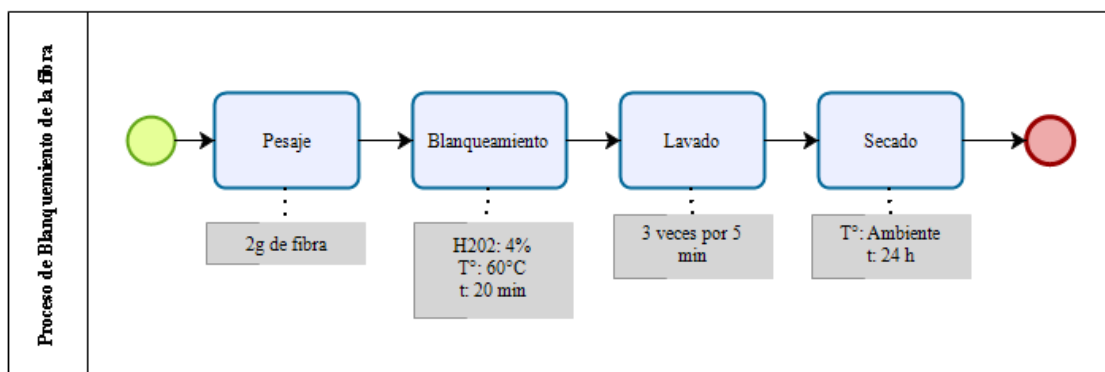 Proceso de Blanquemiento de la fibra
Pesaje
Blanqueamiento
Lavado
Secado
2g de fibra
H202: 4%
T°: 60°C
t: 20 min
3 veces por 5
min
T°: Ambiente
t: 24 h